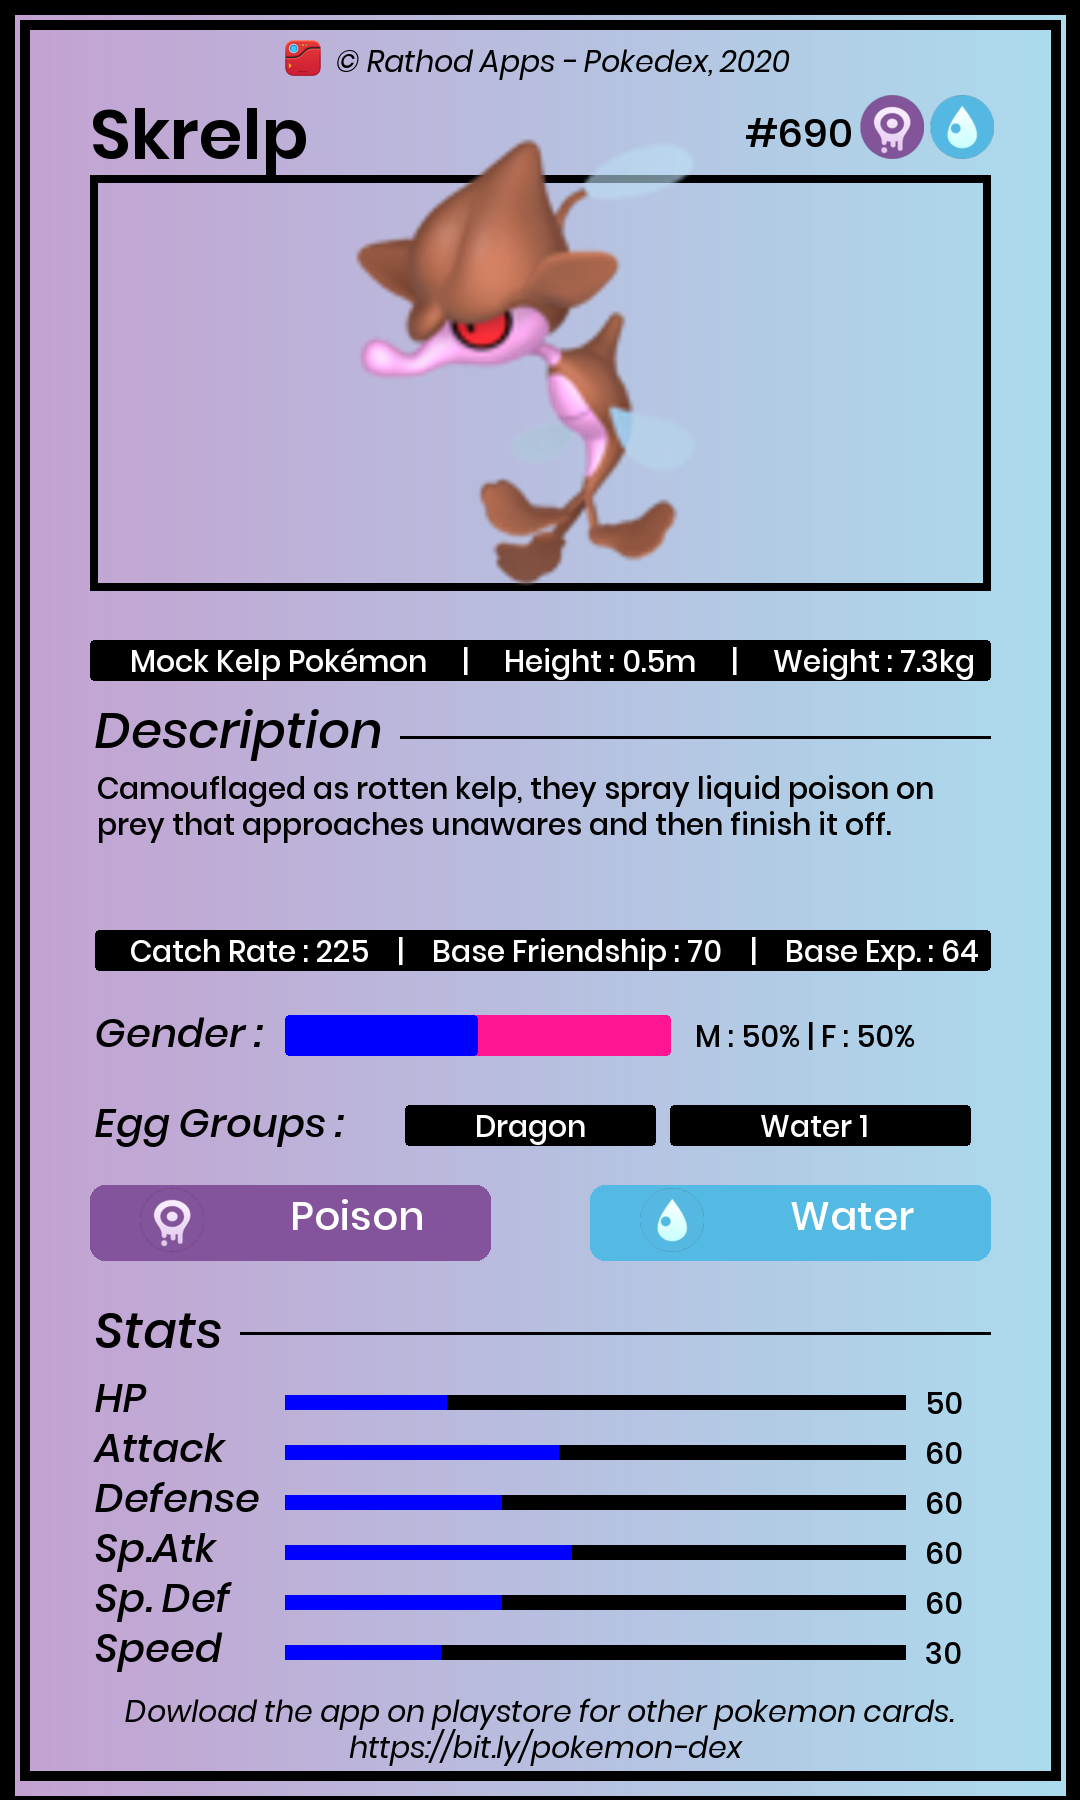 © Rathod Apps - Pokedex, 2020
Skrelp
#690
Mock Kelp Pokémon | Height : 0.5m | Weight : 7.3kg
Description
Camouflaged as rotten kelp, they spray liquid poison on
prey that approaches unawares and then finish it off.
Catch Rate : 225 | Base Friendship : 70 | Base Exp. : 64
Gender : M : 50% | F : 50%
Egg Groups : Dragon Water 1
Poison Water
Stats
HP 50
Attack 60
Defense 60
Sp.Atk 60
Sp. Def 60
Speed 30
Dowload the app on playstore for other pokemon cards.
https://bit.ly/pokemon-dex